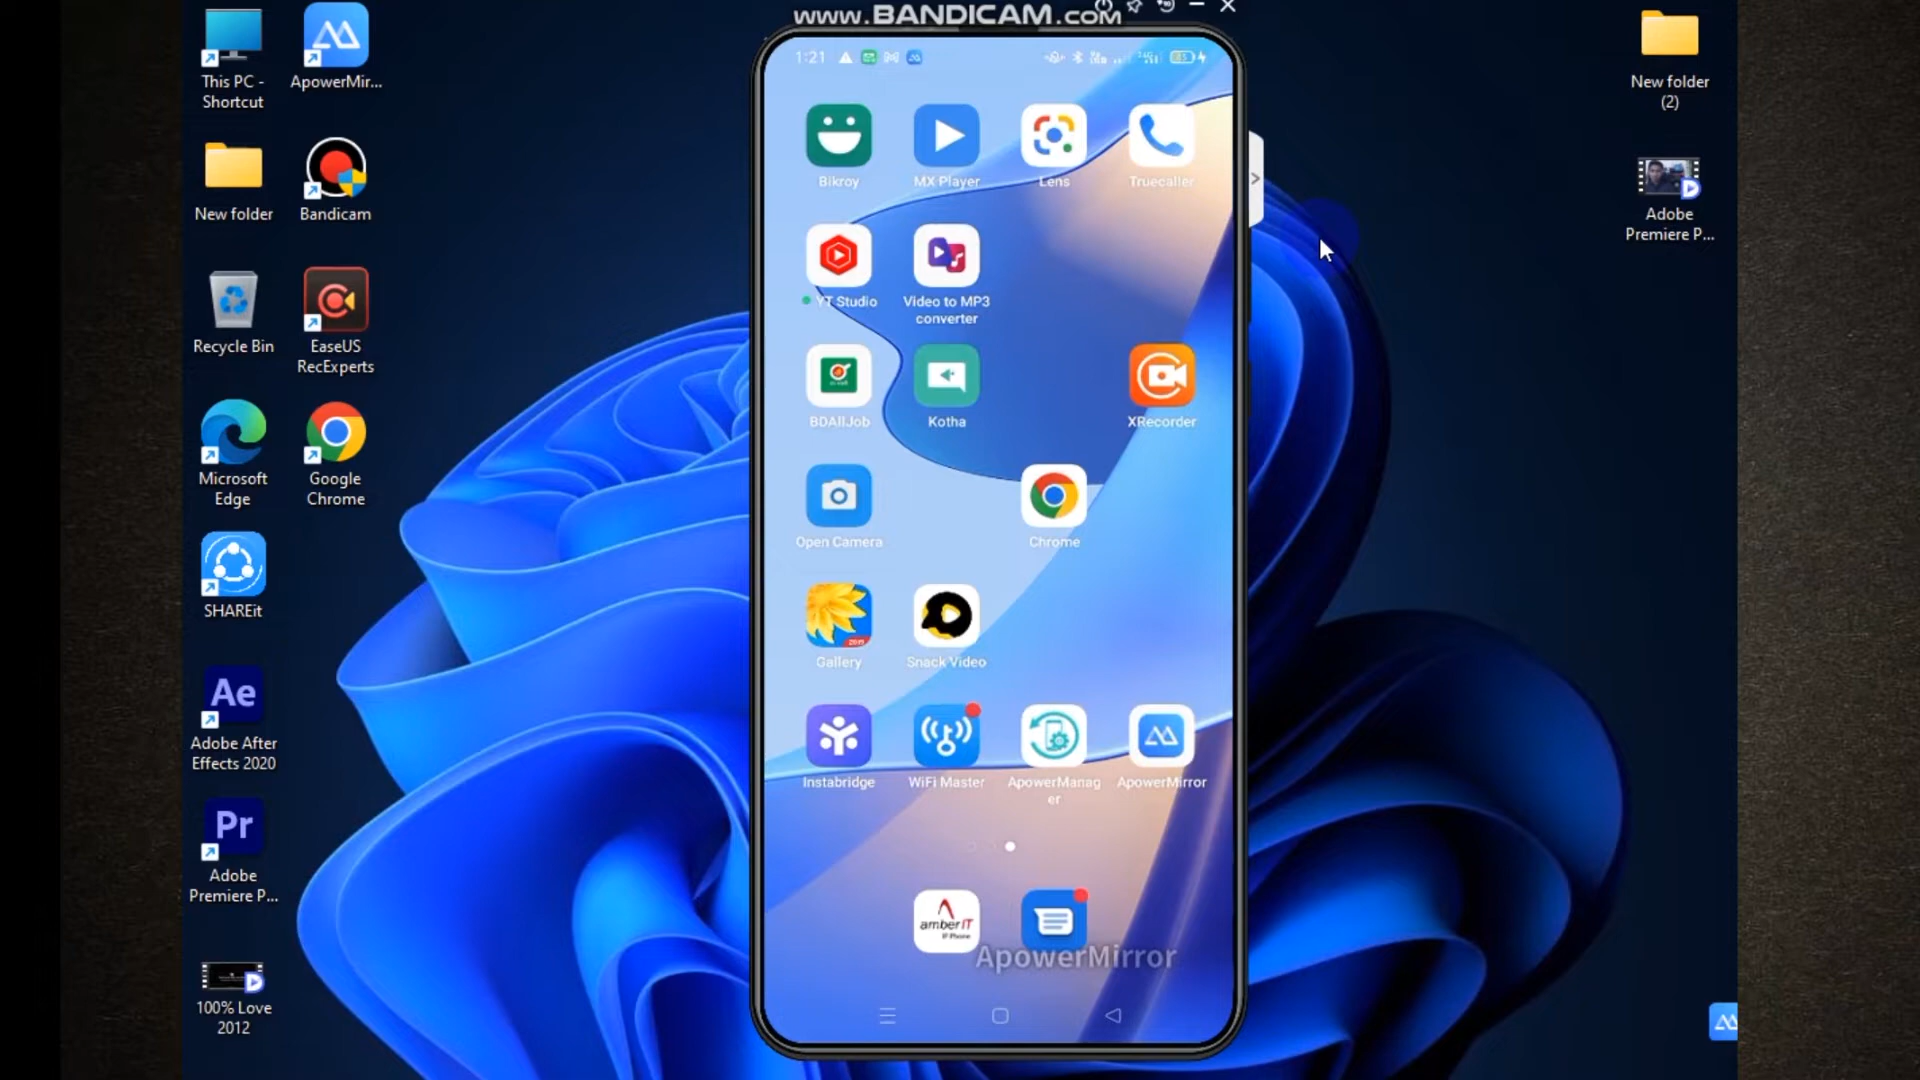 www.BANDICAM.com
This PC -
Shortcut
ApowerMir...
New folder
Bandicam
Recycle Bin
EaseUS
RecExperts
Microsoft
Edge
Google
Chrome
SHAREit
Ae
Adobe After
Effects 2020
Pr
Adobe
Premiere P...
100% Love
2012
1:21
Bikroy
MX Player
Lens
Truecaller
YT Studio
Video to MP3
converter
BDAllJob
Kotha
XRecorder
Open Camera
Chrome
Gallery
Snack Video
Instabridge
WiFi Master
ApowerManag
er
ApowerMirror
amber IT
IP Phone
ApowerMirror
New folder
(2)
Adobe
Premiere P...